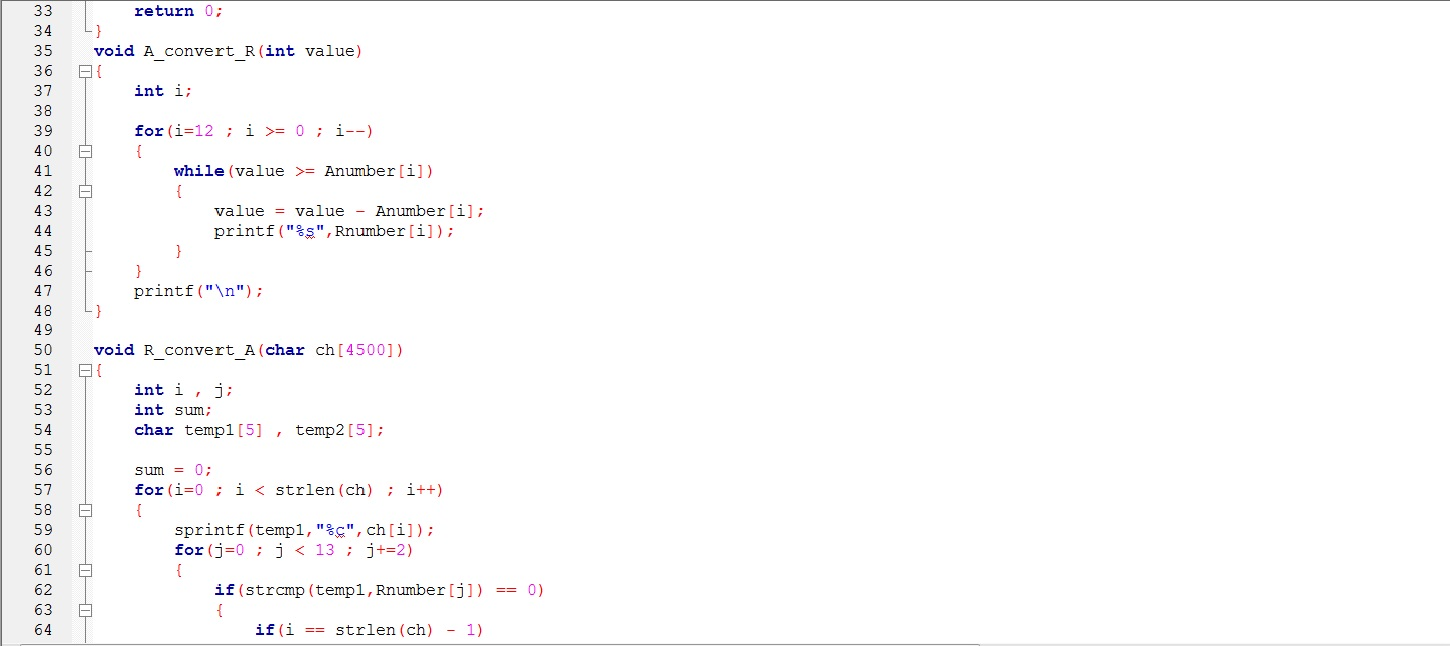 33 return 0;
34 }
35 void A_convert_R(int value)
36 {
37 int i;
38
39 for(i=12 ; i >= 0 ; i--)
40 {
41 while(value >= Anumber[i])
42 {
43 value = value - Anumber[i];
44 printf("%s",Rnumber[i]);
45 }
46 }
47 printf("\n");
48 }
49
50 void R_convert_A(char ch[4500])
51 {
52 int i , j;
53 int sum;
54 char temp1[5] , temp2[5];
55
56 sum = 0;
57 for(i=0 ; i < strlen(ch) ; i++)
58 {
59 sprintf(temp1,"%c",ch[i]);
60 for(j=0 ; j < 13 ; j+=2)
61 {
62 if(strcmp(temp1,Rnumber[j]) == 0)
63 {
64 if(i == strlen(ch) - 1)